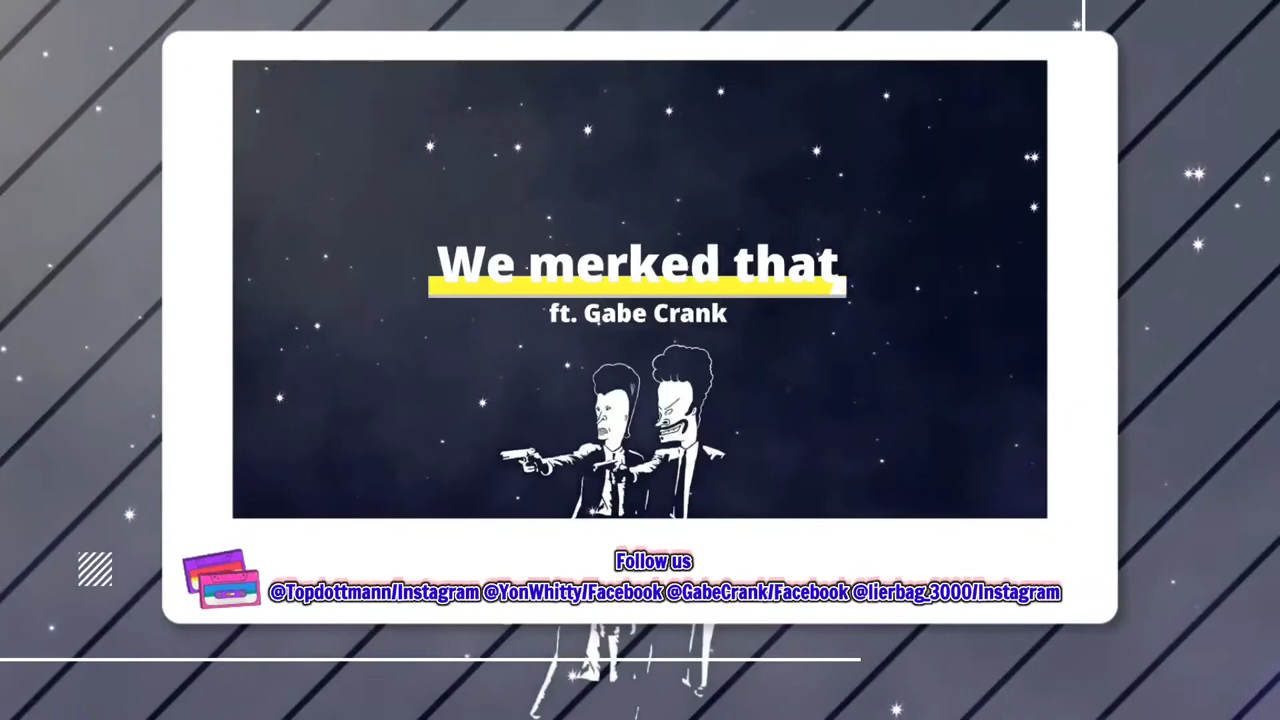 We merked that
ft. Gabe Crank
Follow us
@Topdottmann/Instagram @YonWhitty/Facebook @GabeCrank/Facebook @lierbag_3000/Instagram